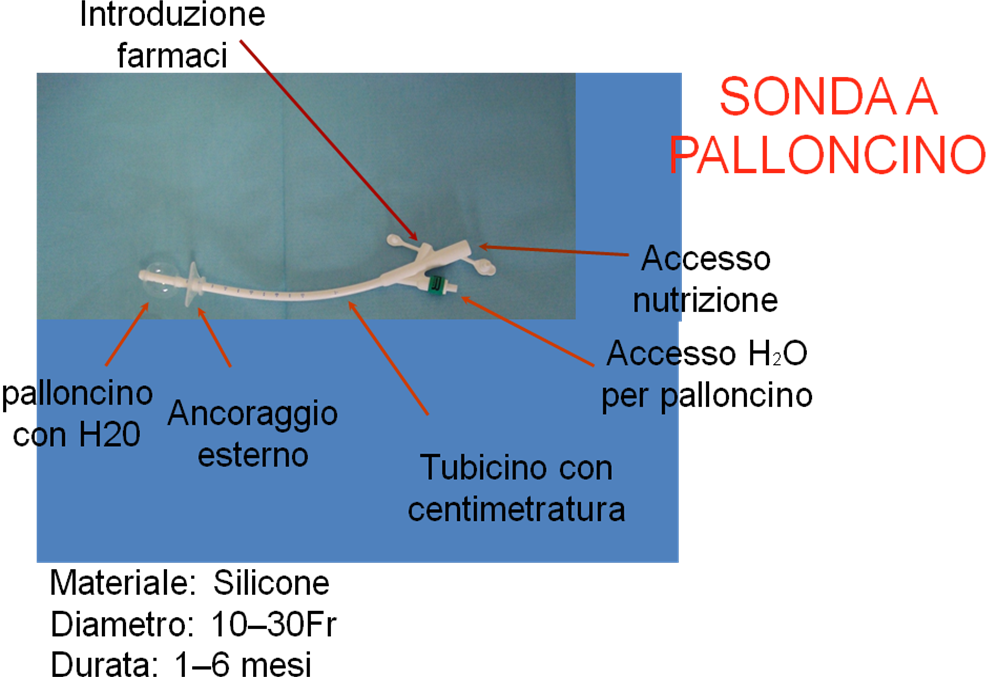 Introduzione
farmaci
SONDA A
PALLONCINO
Accesso
nutrizione
Accesso H₂O
per palloncino
palloncino
con H20
Ancoraggio
esterno
Tubicino con
centimetratura
Materiale: Silicone
Diametro: 10–30Fr
Durata: 1–6 mesi